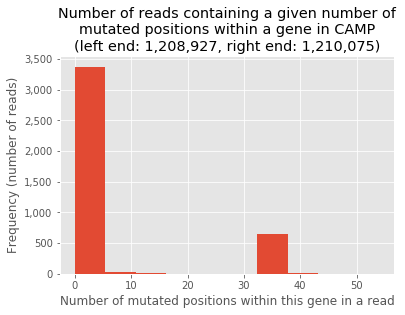 Number of reads containing a given number of
mutated positions within a gene in CAMP
(left end: 1,208,927, right end: 1,210,075)
Frequency (number of reads)
3,500
3,000
2,500
2,000
1,500
1,000
500
0
0 10 20 30 40 50
Number of mutated positions within this gene in a read